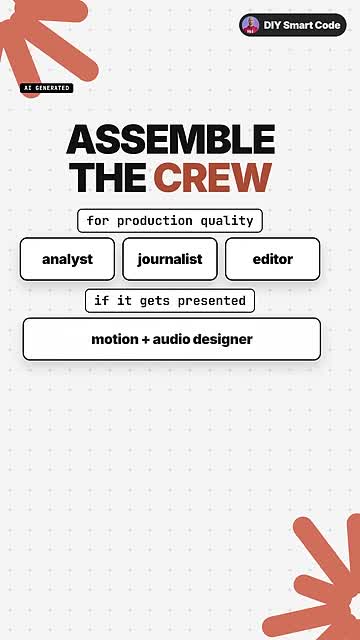 DIY Smart Code
AI GENERATED
ASSEMBLE
THE CREW
for production quality
analyst journalist editor
if it gets presented
motion + audio designer